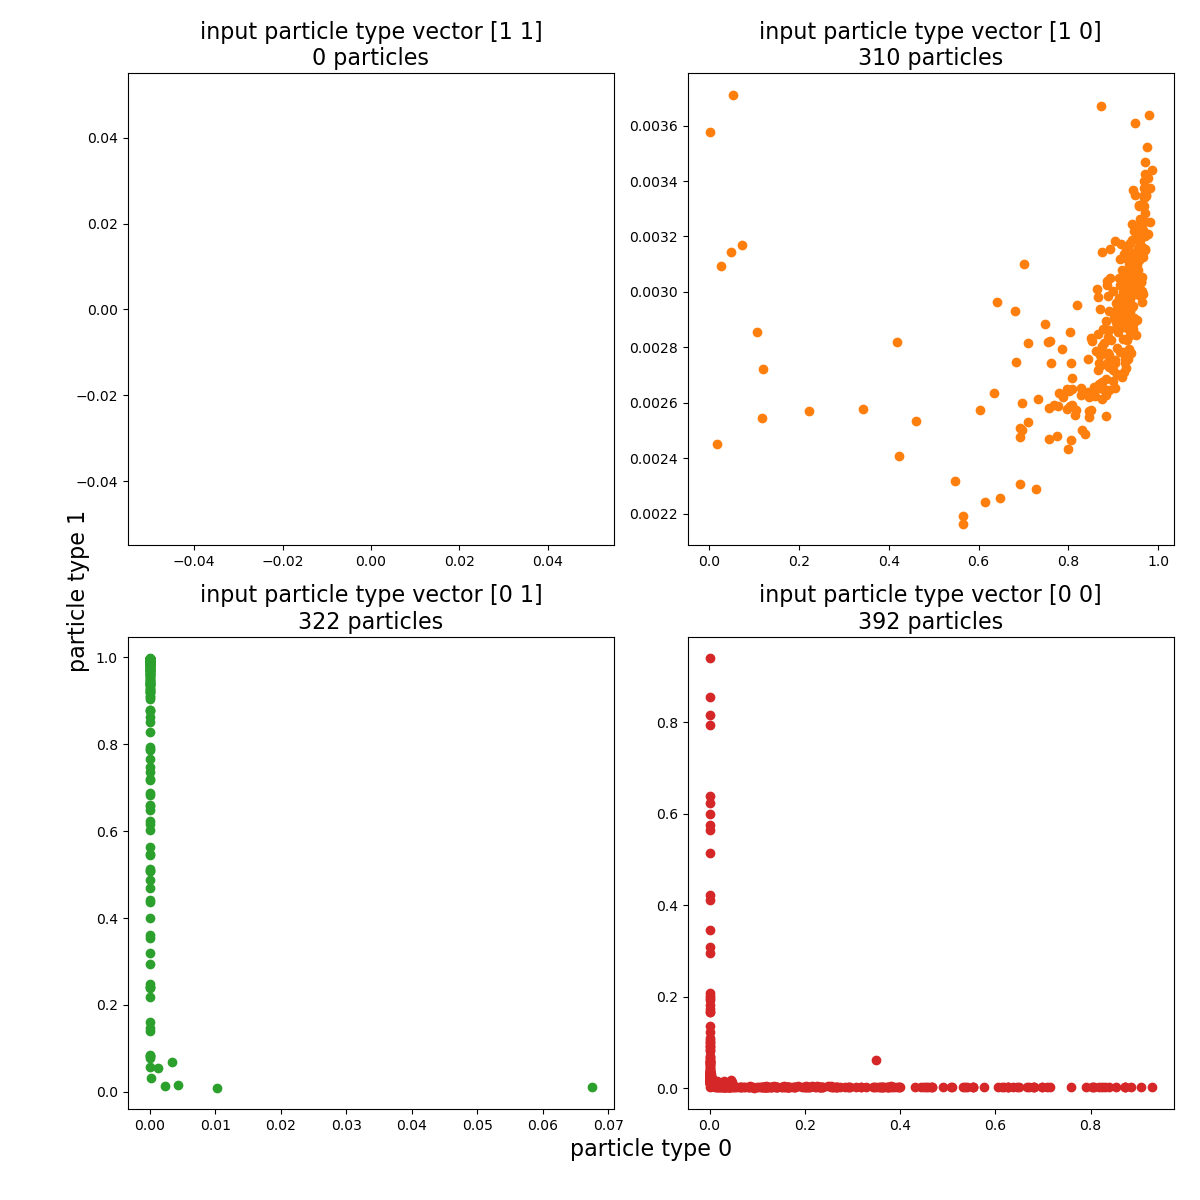 input particle type vector [1 1]
0 particles
0.04
0.02
0.00
−0.02
−0.04
−0.04 −0.02 0.00 0.02 0.04
input particle type vector [1 0]
310 particles
0.0036
0.0034
0.0032
0.0030
0.0028
0.0026
0.0024
0.0022
0.0 0.2 0.4 0.6 0.8 1.0
particle type 1
input particle type vector [0 1]
322 particles
1.0
0.8
0.6
0.4
0.2
0.0
0.00 0.01 0.02 0.03 0.04 0.05 0.06 0.07
input particle type vector [0 0]
392 particles
0.8
0.6
0.4
0.2
0.0
0.0 0.2 0.4 0.6 0.8
particle type 0